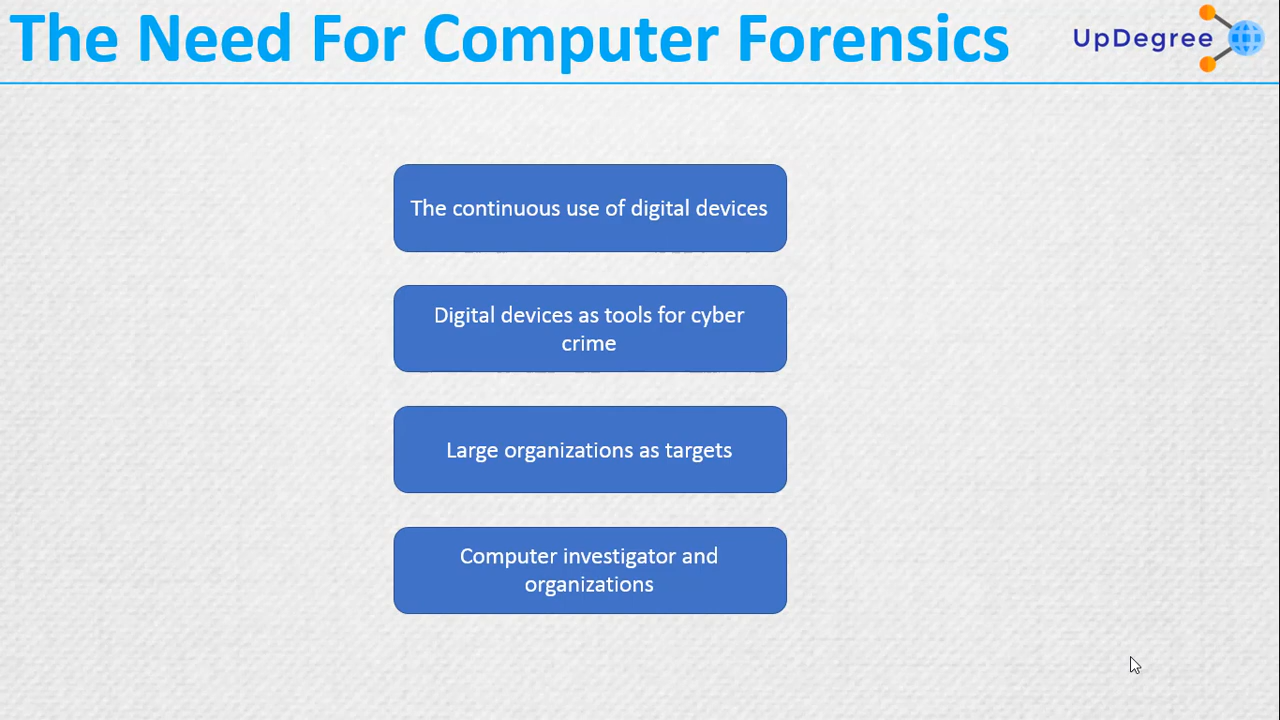 The Need For Computer Forensics
UpDegree
The continuous use of digital devices
Digital devices as tools for cyber
crime
Large organizations as targets
Computer investigator and
organizations